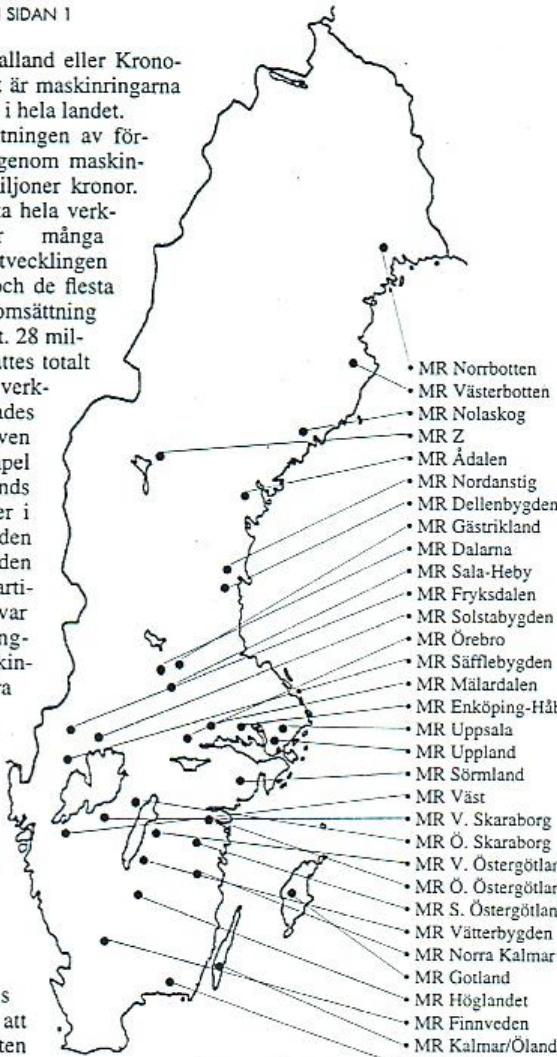 SIDAN 1
alland eller Krono-
är maskinringarna
i hela landet.
ttningen av för-
genom maskin-
iljoner kronor.
ta hela verk-
r många
tvecklingen
och de flesta
omsättning
t. 28 mil-
ttes totalt
verk-
ades
ven
pel
nds
er i
den
den
arti-
var
ng-
kin-
ra
s
att
ten
• MR Norrbotten
• MR Västerbotten
• MR Nolaskog
• MR Z
• MR Ådalen
• MR Nordanstig
• MR Dellenbygden
• MR Gästrikland
• MR Dalarna
• MR Sala-Heby
• MR Fryksdalen
• MR Solstabygden
• MR Örebro
• MR Säfflebygden
• MR Mälardalen
• MR Enköping-Håb
• MR Uppsala
• MR Uppland
• MR Sörmland
• MR Väst
• MR V. Skaraborg
• MR Ö. Skaraborg
• MR V. Östergötlan
• MR Ö. Östergötlan
• MR S. Östergötlan
• MR Vätterbygden
• MR Norra Kalmar
• MR Gotland
• MR Höglandet
• MR Finnveden
• MR Kalmar/Öland